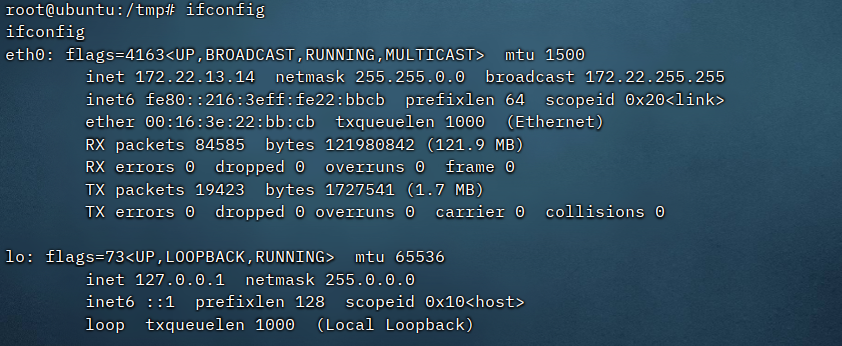 root@ubuntu:/tmp# ifconfig
ifconfig
eth0: flags=4163<UP,BROADCAST,RUNNING,MULTICAST>  mtu 1500
        inet 172.22.13.14  netmask 255.255.0.0  broadcast 172.22.255.255
        inet6 fe80::216:3eff:fe22:bbcb  prefixlen 64  scopeid 0x20<link>
        ether 00:16:3e:22:bb:cb  txqueuelen 1000  (Ethernet)
        RX packets 84585  bytes 121980842 (121.9 MB)
        RX errors 0  dropped 0  overruns 0  frame 0
        TX packets 19423  bytes 1727541 (1.7 MB)
        TX errors 0  dropped 0 overruns 0  carrier 0  collisions 0

lo: flags=73<UP,LOOPBACK,RUNNING>  mtu 65536
        inet 127.0.0.1  netmask 255.0.0.0
        inet6 ::1  prefixlen 128  scopeid 0x10<host>
        loop  txqueuelen 1000  (Local Loopback)